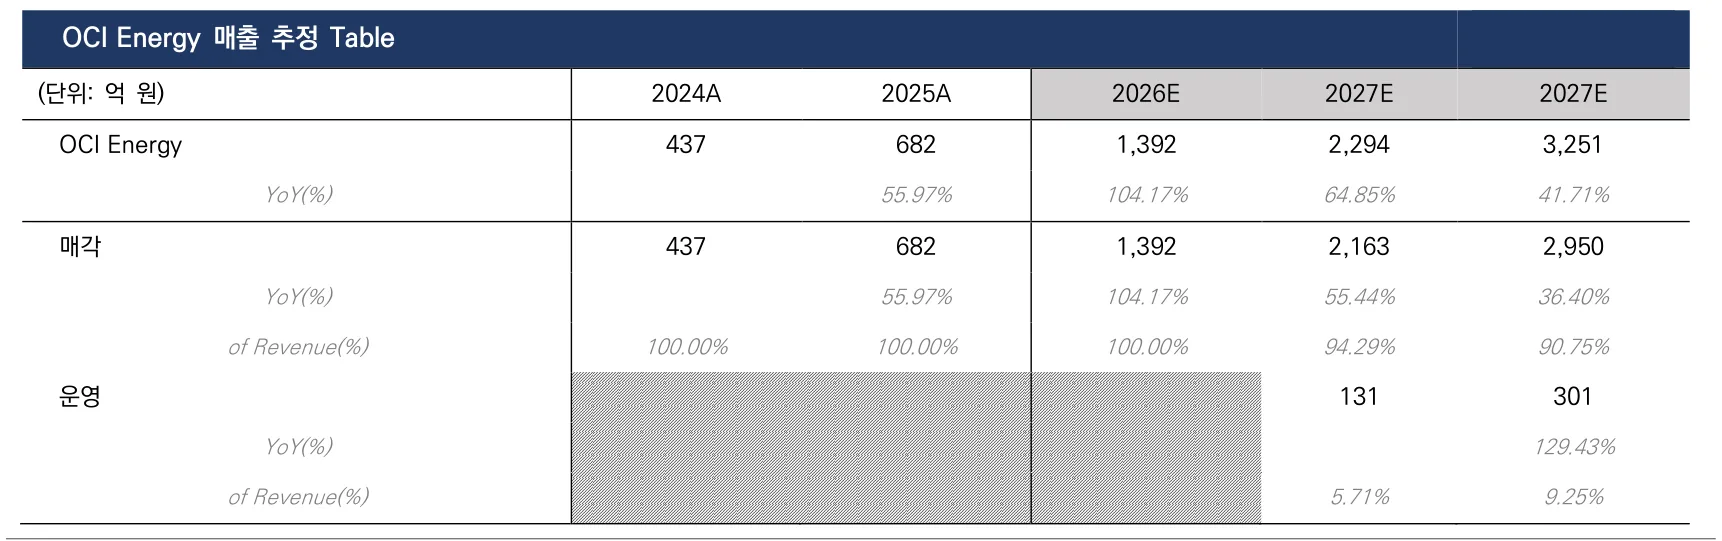 OCI Energy 매출 추정 Table
(단위: 억 원) 2024A 2025A 2026E 2027E 2027E
OCI Energy 437 682 1,392 2,294 3,251
YoY(%) 55.97% 104.17% 64.85% 41.71%
매각 437 682 1,392 2,163 2,950
YoY(%) 55.97% 104.17% 55.44% 36.40%
of Revenue(%) 100.00% 100.00% 100.00% 94.29% 90.75%
운영 131 301
YoY(%) 129.43%
of Revenue(%) 5.71% 9.25%